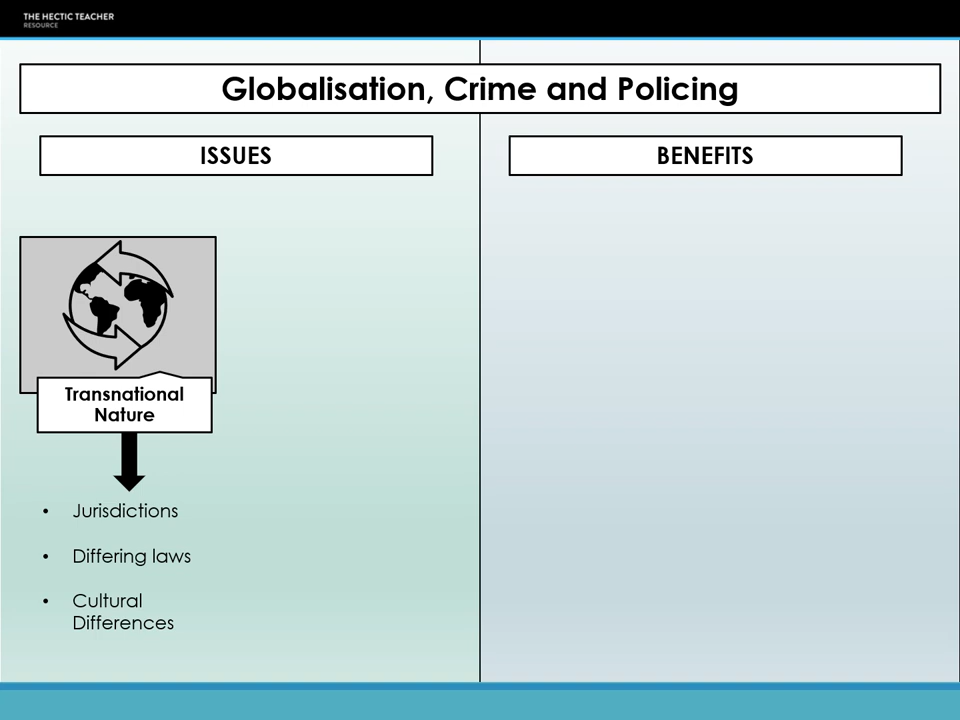 THE HECTIC TEACHER
RESOURCE
Globalisation, Crime and Policing
ISSUES
BENEFITS
Transnational
Nature
• Jurisdictions
• Differing laws
• Cultural
Differences